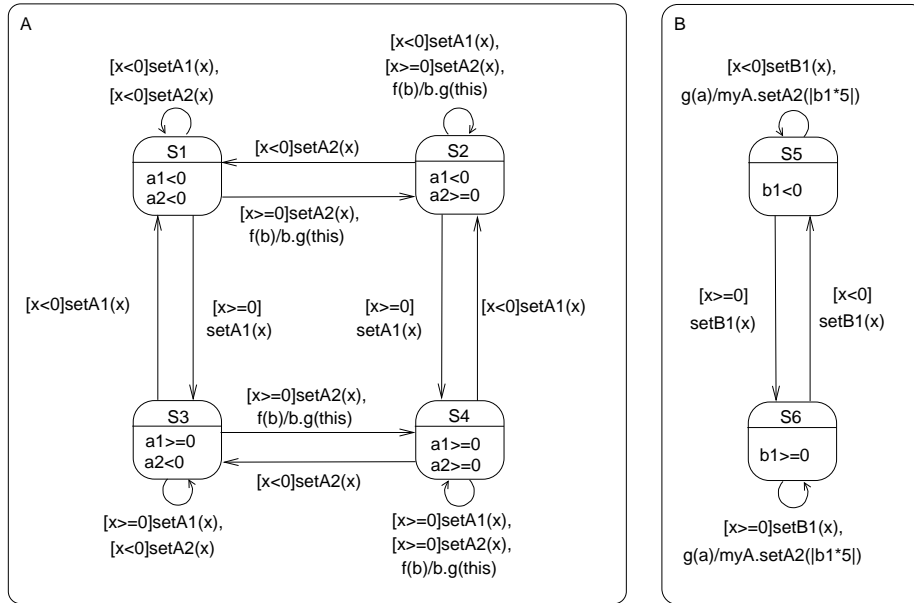 A
B
[x<0]setA1(x),
[x<0]setA2(x)
[x<0]setA1(x),
[x>=0]setA2(x),
f(b)/b.g(this)
[x<0]setB1(x),
g(a)/myA.setA2(|b1*5|)
S1
a1<0
a2<0
[x<0]setA2(x)
[x>=0]setA2(x),
f(b)/b.g(this)
S2
a1<0
a2>=0
S5
b1<0
[x<0]setA1(x)
[x>=0]
setA1(x)
[x>=0]
setA1(x)
[x<0]setA1(x)
[x>=0]
setB1(x)
[x<0]
setB1(x)
S3
a1>=0
a2<0
[x>=0]setA2(x),
f(b)/b.g(this)
[x<0]setA2(x)
S4
a1>=0
a2>=0
S6
b1>=0
[x>=0]setA1(x),
[x<0]setA2(x)
[x>=0]setA1(x),
[x>=0]setA2(x),
f(b)/b.g(this)
[x>=0]setB1(x),
g(a)/myA.setA2(|b1*5|)